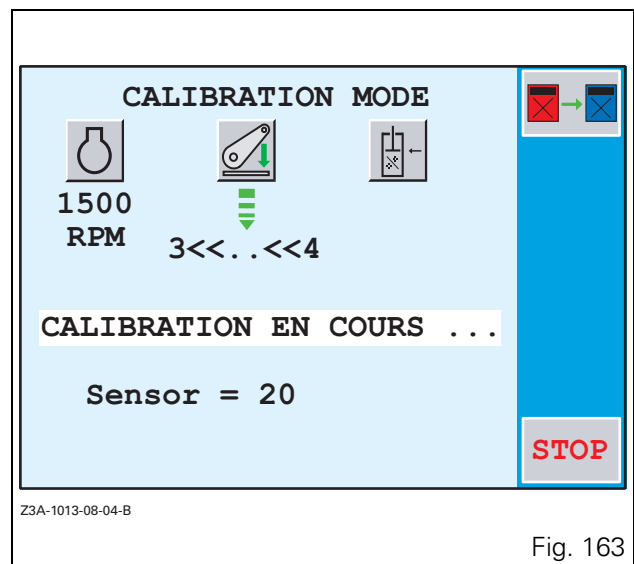 CALIBRATION MODE
1500
RPM
3<<..<<4
CALIBRATION EN COURS ...
Sensor = 20
STOP
Z3A-1013-08-04-B
Fig. 163